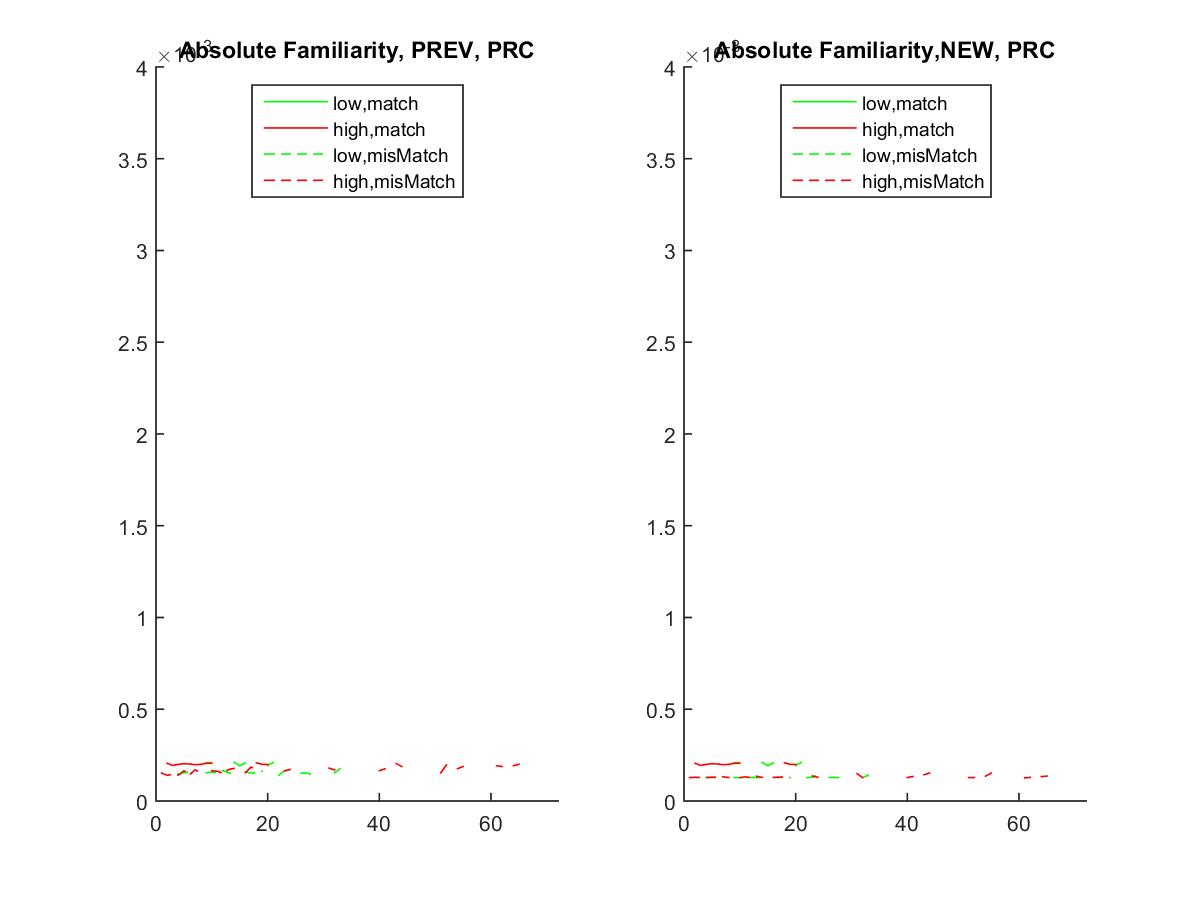 Absolute Familiarity, PREV, PRC
×10
4
3.5
3
2.5
2
1.5
1
0.5
0
0 20 40 60
low,match
high,match
low,misMatch
high,misMatch
Absolute Familiarity,NEW, PRC
×10
4
3.5
3
2.5
2
1.5
1
0.5
0
0 20 40 60
low,match
high,match
low,misMatch
high,misMatch